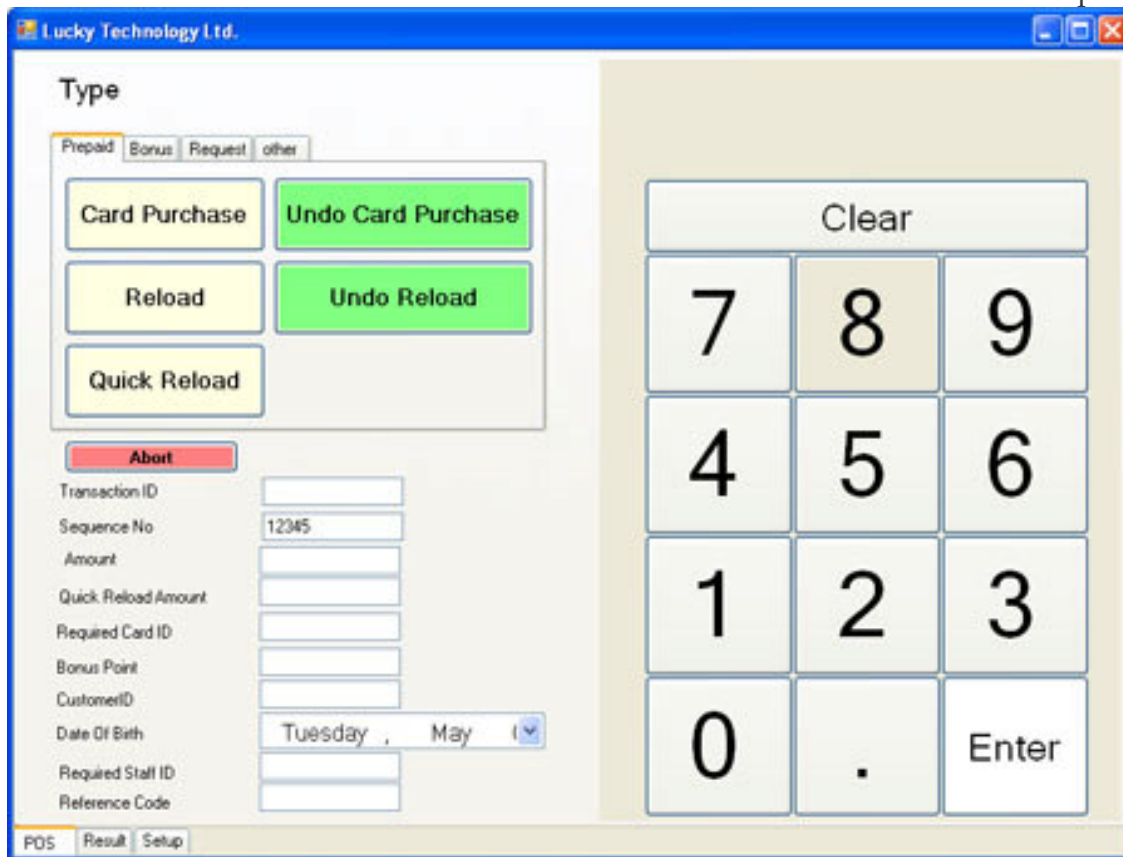 Lucky Technology Ltd.
Type
Prepaid Bonus Request other
Card Purchase Undo Card Purchase
Reload Undo Reload
Quick Reload
Abort
Transaction ID
Sequence No 12345
Amount
Quick Reload Amount
Required Card ID
Bonus Point
CustomerID
Date Of Birth Tuesday , May
Required Staff ID
Reference Code
POS Result Setup
Clear
7 8 9
4 5 6
1 2 3
0 . Enter